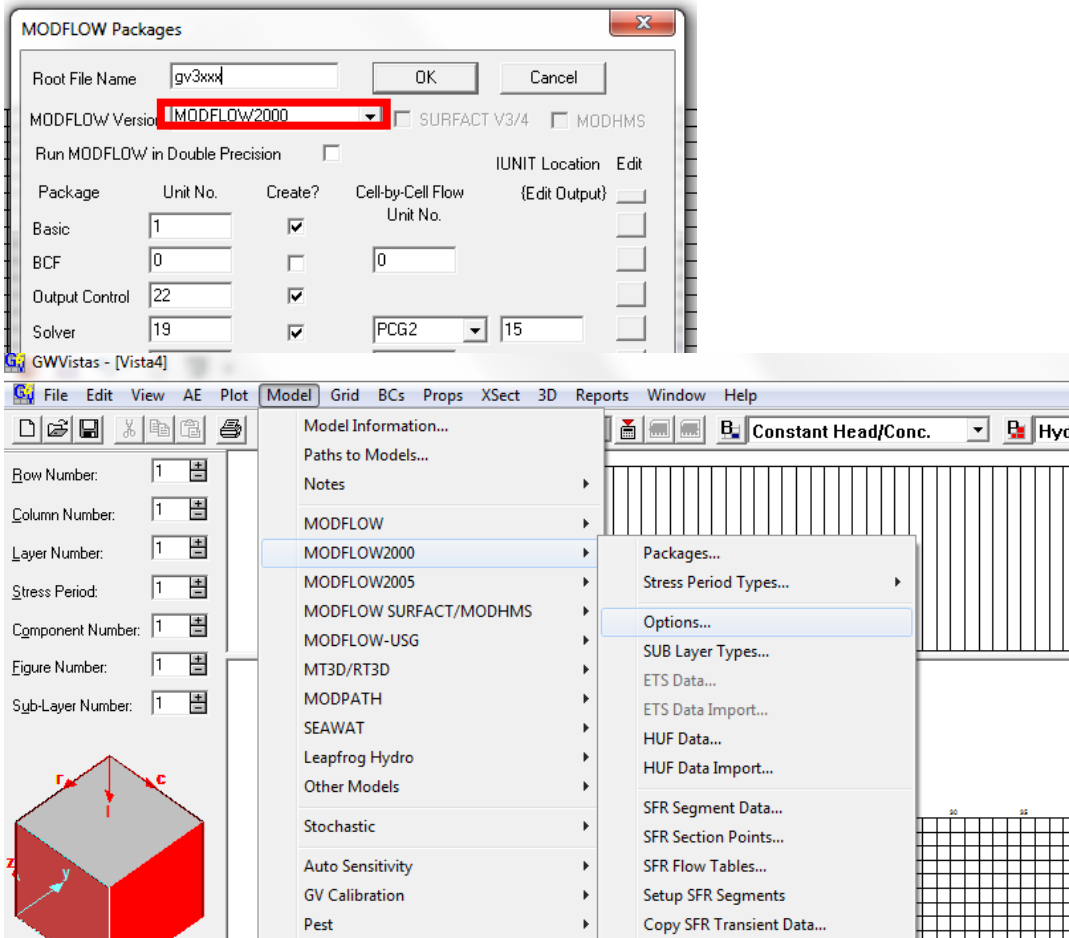 MODFLOW Packages
Root File Name gv3xxx OK Cancel
MODFLOW Version MODFLOW2000 SURFACT V3/4 MODHMS
Run MODFLOW in Double Precision
IUNIT Location Edit
Package Unit No. Create? Cell-by-Cell Flow {Edit Output}
Unit No.
Basic 1
BCF 0 0
Output Control 22
Solver 19 PCG2 15
GWVistas - [Vista4]
File Edit View AE Plot Model Grid BCs Props XSect 3D Reports Window Help
Constant Head/Conc. Hyd
Row Number: 1
Column Number: 1
Layer Number: 1
Stress Period: 1
Component Number: 1
Figure Number: 1
Sub-Layer Number: 1
r c
l
z
y
Model Information...
Paths to Models...
Notes
MODFLOW
MODFLOW2000
MODFLOW2005
MODFLOW SURFACT/MODHMS
MODFLOW-USG
MT3D/RT3D
MODPATH
SEAWAT
Leapfrog Hydro
Other Models
Stochastic
Auto Sensitivity
GV Calibration
Pest
Packages...
Stress Period Types...
Options...
SUB Layer Types...
ETS Data...
ETS Data Import...
HUF Data...
HUF Data Import...
SFR Segment Data...
SFR Section Points...
SFR Flow Tables...
Setup SFR Segments
Copy SFR Transient Data...